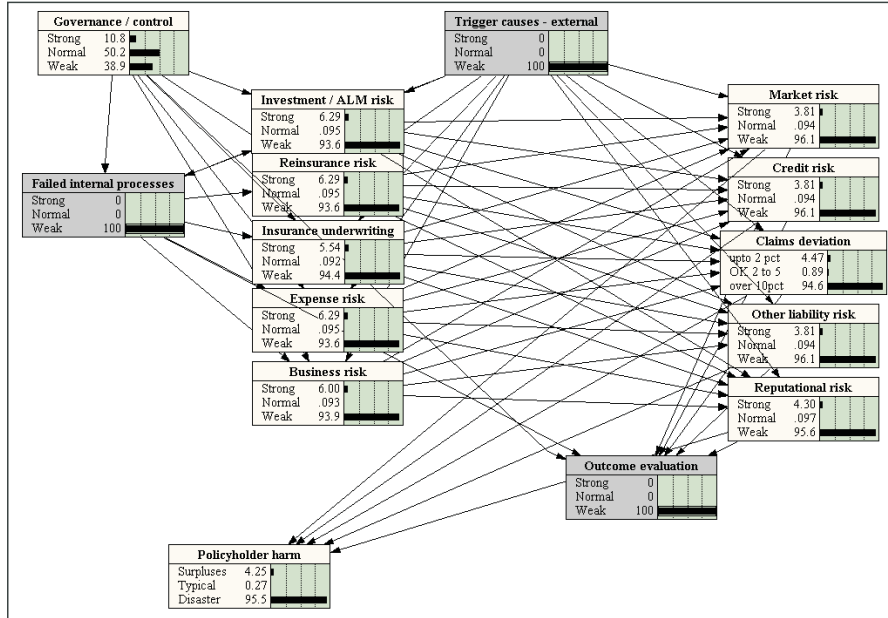 Governance / control
Strong 10.8
Normal 50.2
Weak 38.9
Trigger causes - external
Strong 0
Normal 0
Weak 100
Investment / ALM risk
Strong 6.29
Normal .095
Weak 93.6
Market risk
Strong 3.81
Normal .094
Weak 96.1
Reinsurance risk
Strong 6.29
Normal .095
Weak 93.6
Credit risk
Strong 3.81
Normal .094
Weak 96.1
Failed internal processes
Strong 0
Normal 0
Weak 100
Insurance underwriting
Strong 5.54
Normal .092
Weak 94.4
Claims deviation
upto 2 pct 4.47
OK 2 to 5 0.89
over 10pct 94.6
Expense risk
Strong 6.29
Normal .095
Weak 93.6
Other liability risk
Strong 3.81
Normal .094
Weak 96.1
Business risk
Strong 6.00
Normal .093
Weak 93.9
Reputational risk
Strong 4.30
Normal .097
Weak 95.6
Outcome evaluation
Strong 0
Normal 0
Weak 100
Policyholder harm
Surpluses 4.25
Typical 0.27
Disaster 95.5